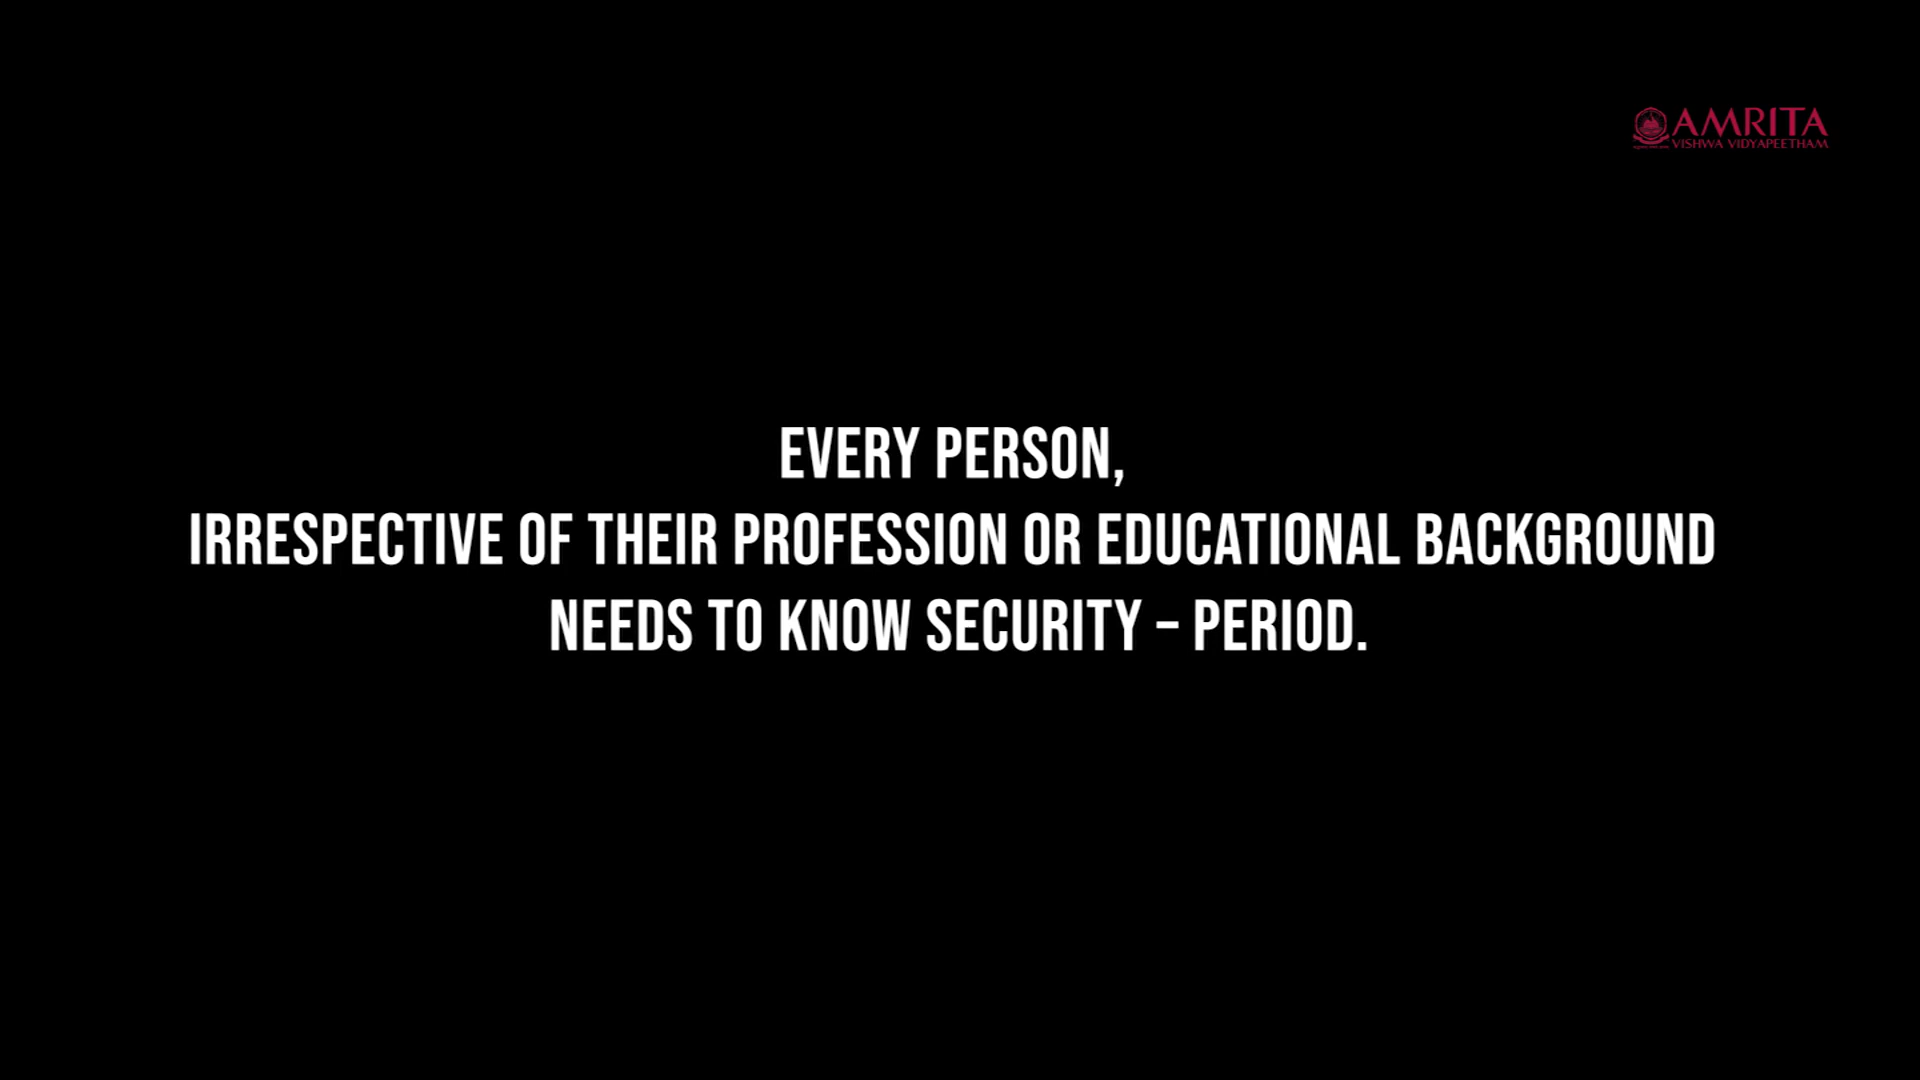 AMRITA
VISHWA VIDYAPEETHAM
EVERY PERSON,
IRRESPECTIVE OF THEIR PROFESSION OR EDUCATIONAL BACKGROUND
NEEDS TO KNOW SECURITY – PERIOD.